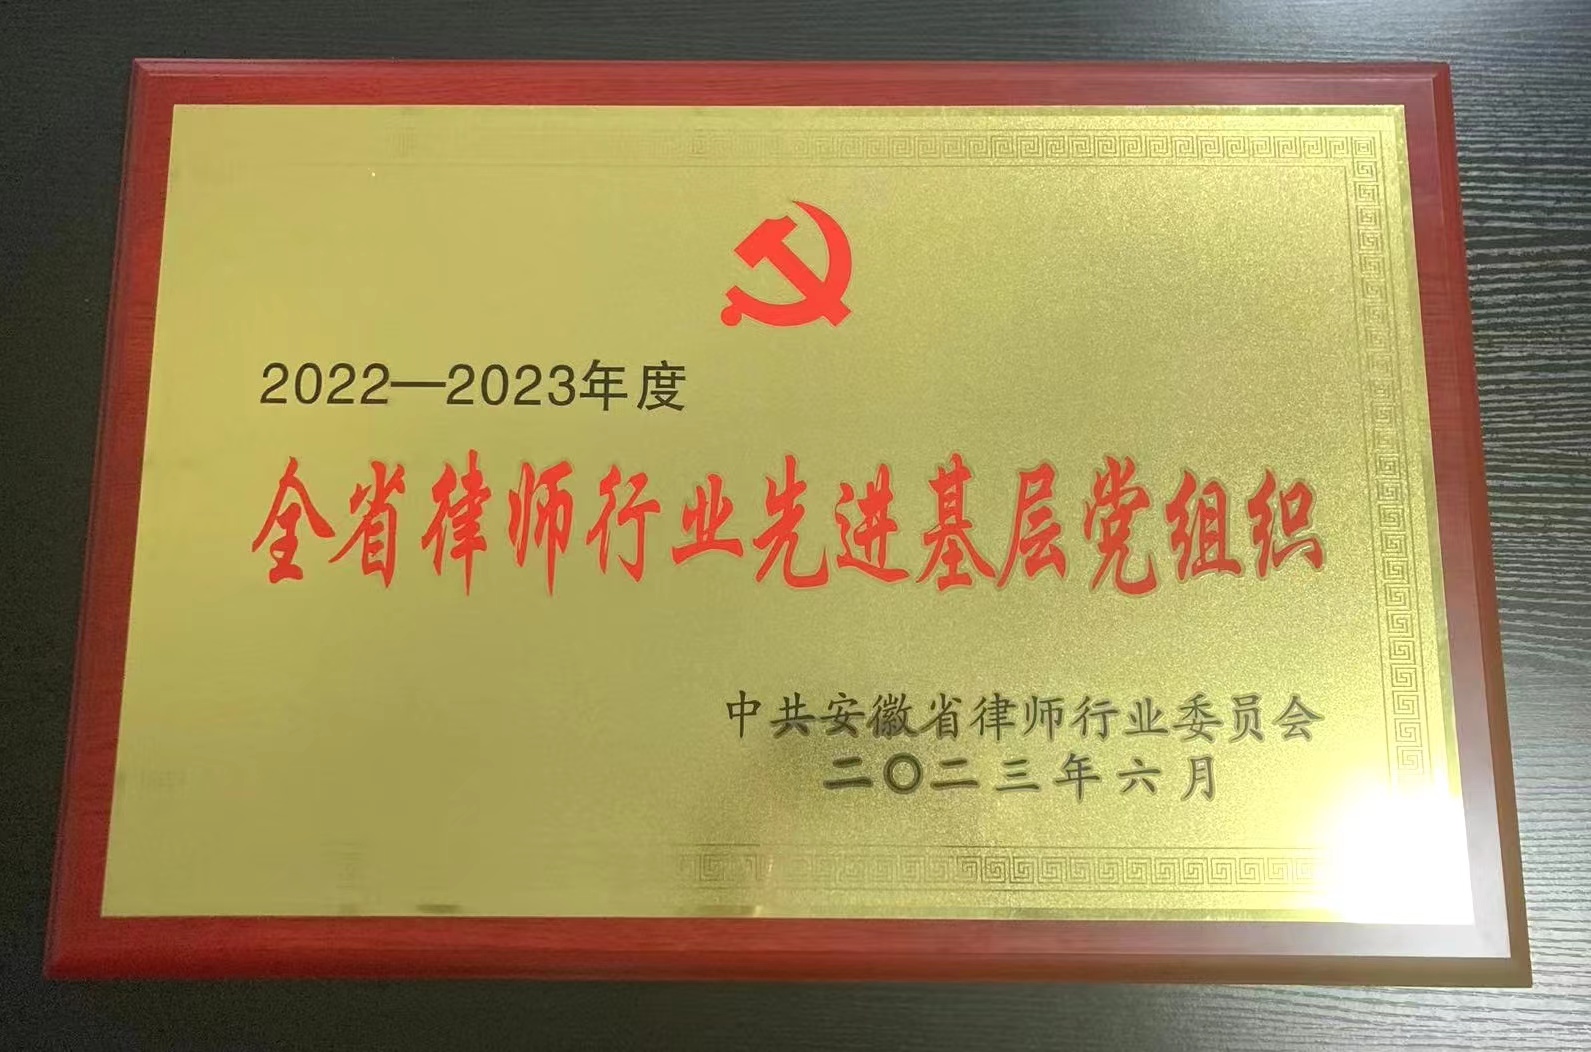 2022—2023年度
全省律师行业先进基层党组织
中共安徽省律师行业委员会
二〇二三年六月